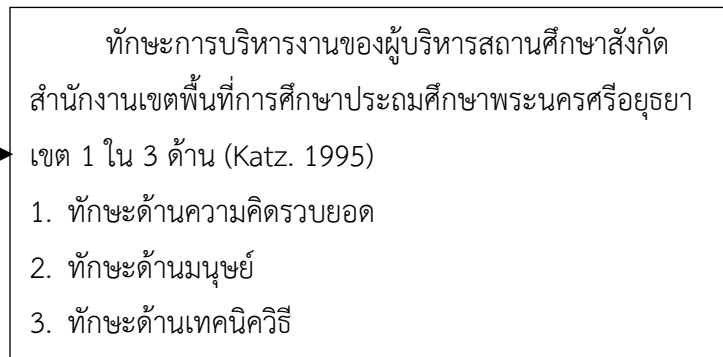 ทักษะการบริหารงานของผู้บริหารสถานศึกษาสังกัด
สำนักงานเขตพื้นที่การศึกษาประถมศึกษาพระนครศรีอยุธยา
เขต 1 ใน 3 ด้าน (Katz. 1995)
1. ทักษะด้านความคิดรวบยอด
2. ทักษะด้านมนุษย์
3. ทักษะด้านเทคนิควิธี